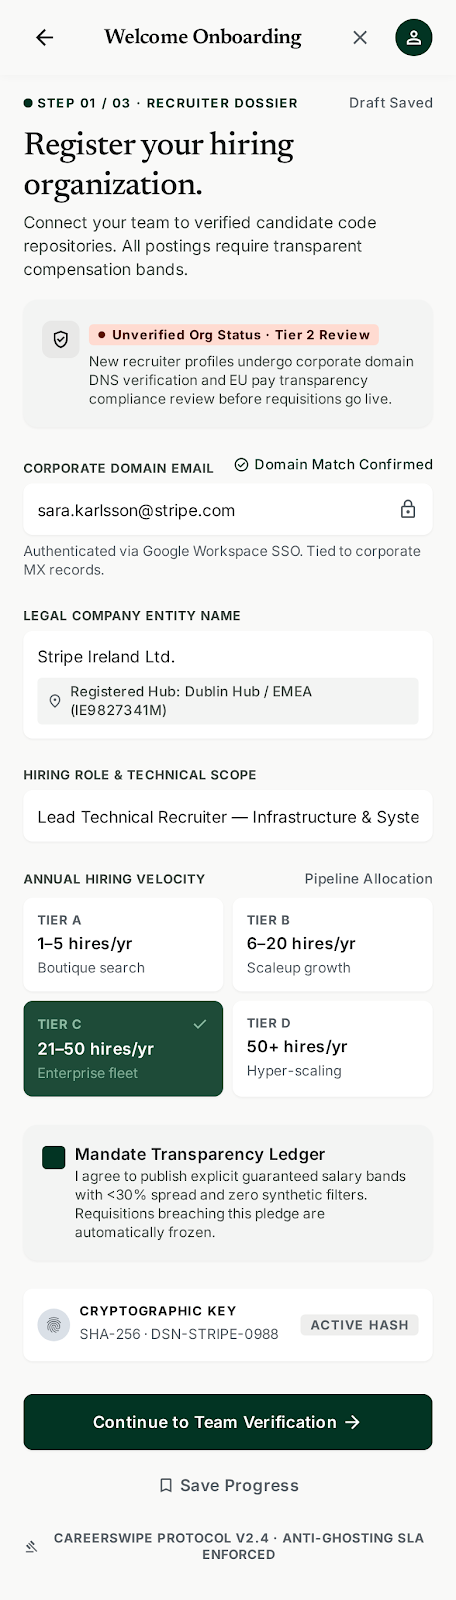 Welcome Onboarding
STEP 01 / 03 · RECRUITER DOSSIER
Draft Saved
Register your hiring
organization.
Connect your team to verified candidate code
repositories. All postings require transparent
compensation bands.
Unverified Org Status · Tier 2 Review
New recruiter profiles undergo corporate domain
DNS verification and EU pay transparency
compliance review before requisitions go live.
CORPORATE DOMAIN EMAIL
Domain Match Confirmed
sara.karlsson@stripe.com
Authenticated via Google Workspace SSO. Tied to corporate
MX records.
LEGAL COMPANY ENTITY NAME
Stripe Ireland Ltd.
Registered Hub: Dublin Hub / EMEA
(IE9827341M)
HIRING ROLE & TECHNICAL SCOPE
Lead Technical Recruiter — Infrastructure & Syste
ANNUAL HIRING VELOCITY
Pipeline Allocation
TIER A
1–5 hires/yr
Boutique search
TIER B
6–20 hires/yr
Scaleup growth
TIER C
21–50 hires/yr
Enterprise fleet
TIER D
50+ hires/yr
Hyper-scaling
Mandate Transparency Ledger
I agree to publish explicit guaranteed salary bands
with <30% spread and zero synthetic filters.
Requisitions breaching this pledge are
automatically frozen.
CRYPTOGRAPHIC KEY
SHA-256 · DSN-STRIPE-0988
ACTIVE HASH
Continue to Team Verification →
Save Progress
CAREERSWIPE PROTOCOL V2.4 · ANTI-GHOSTING SLA
ENFORCED